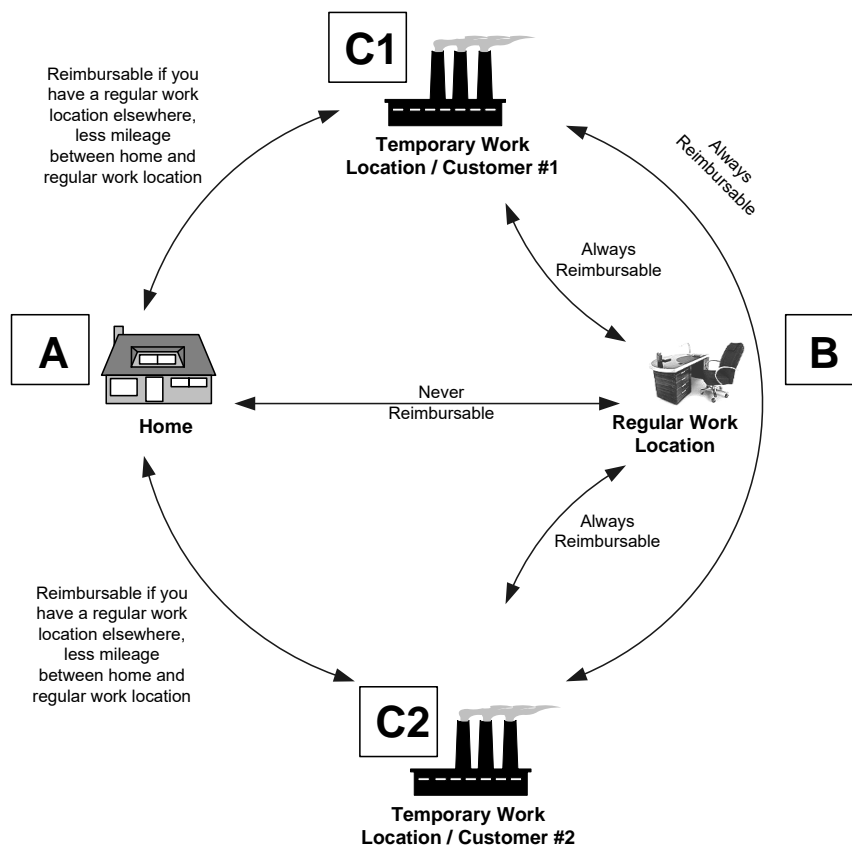 C1
Reimbursable if you
have a regular work
location elsewhere,
less mileage
between home and
regular work location
Temporary Work
Location / Customer #1
Always
Reimbursable
Always
Reimbursable
A
B
Home
Never
Reimbursable
Regular Work
Location
Always
Reimbursable
Reimbursable if you
have a regular work
location elsewhere,
less mileage
between home and
regular work location
C2
Temporary Work
Location / Customer #2